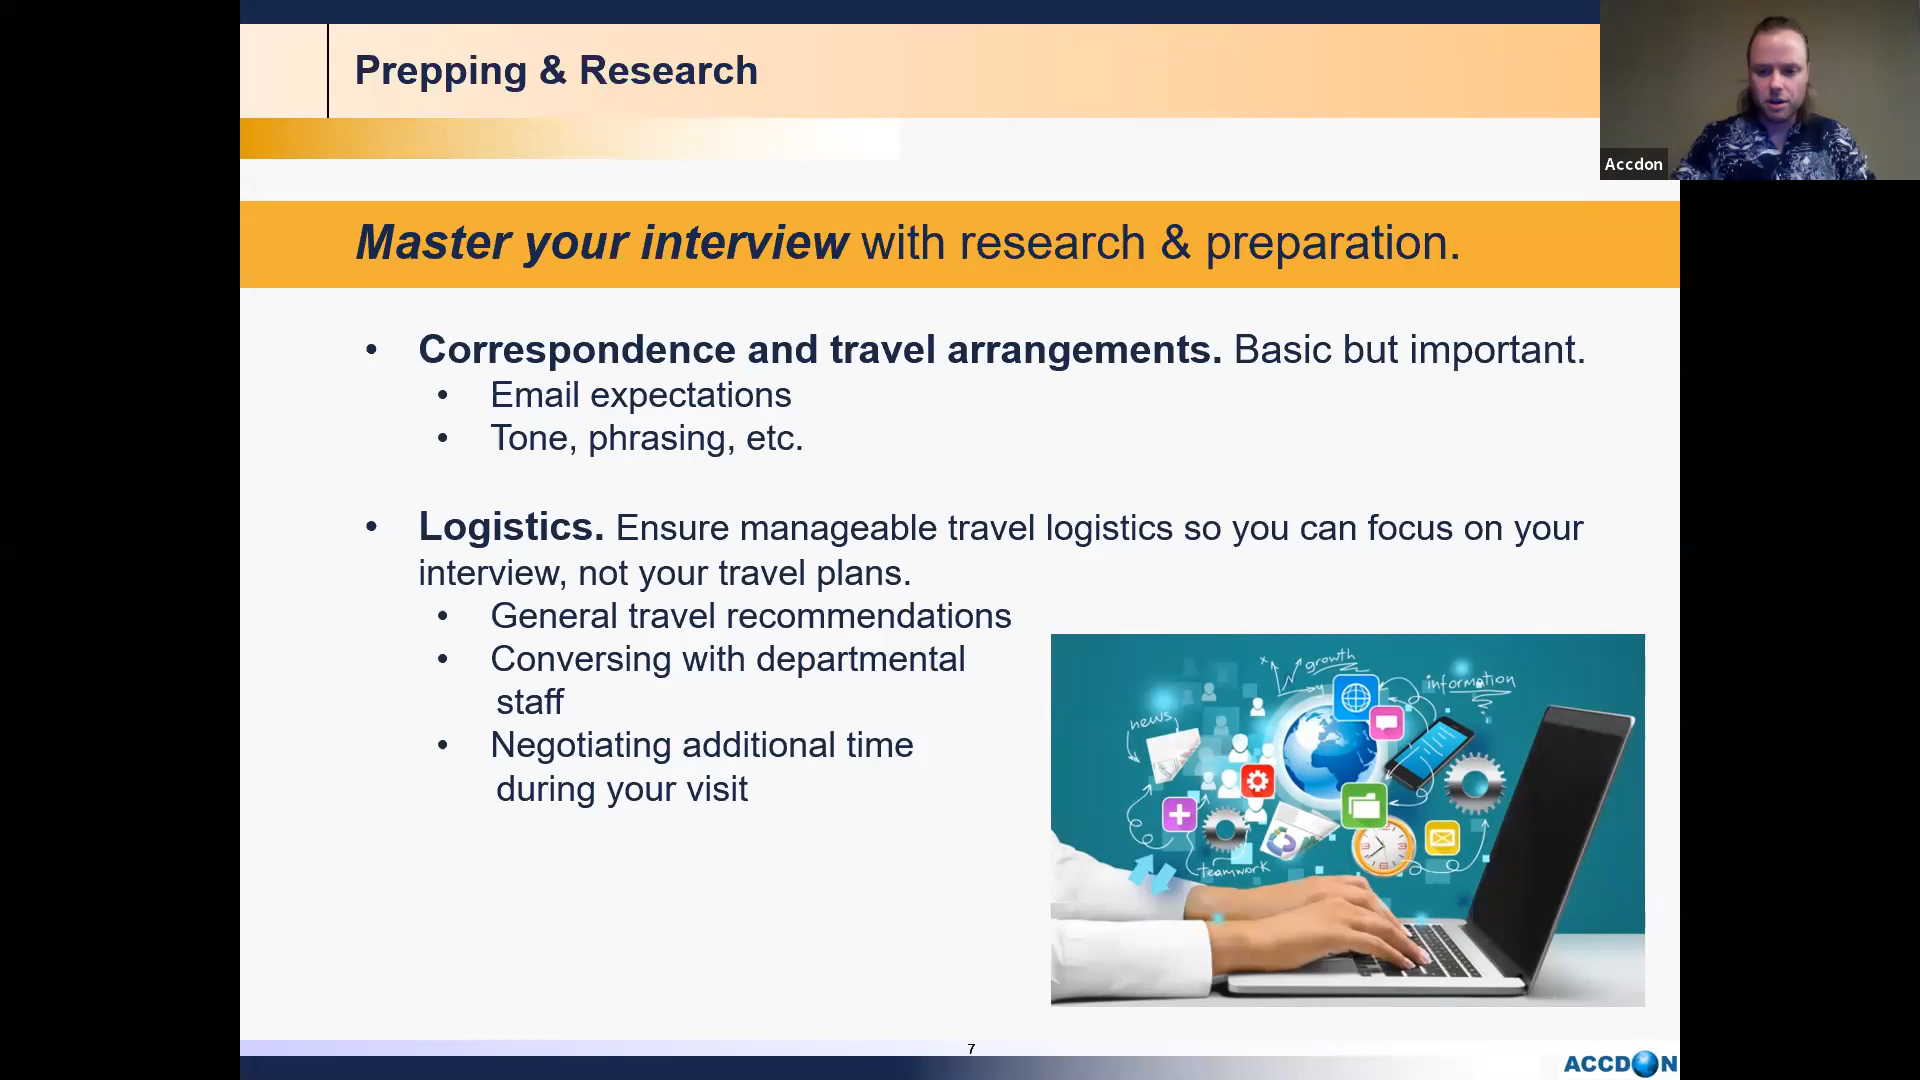 Prepping & Research
Accdon
Master your interview with research & preparation.
• Correspondence and travel arrangements. Basic but important.
• Email expectations
• Tone, phrasing, etc.
• Logistics. Ensure manageable travel logistics so you can focus on your
interview, not your travel plans.
• General travel recommendations
• Conversing with departmental
staff
• Negotiating additional time
during your visit
growth
x
y
information
news
teamwork
7
ACCDON